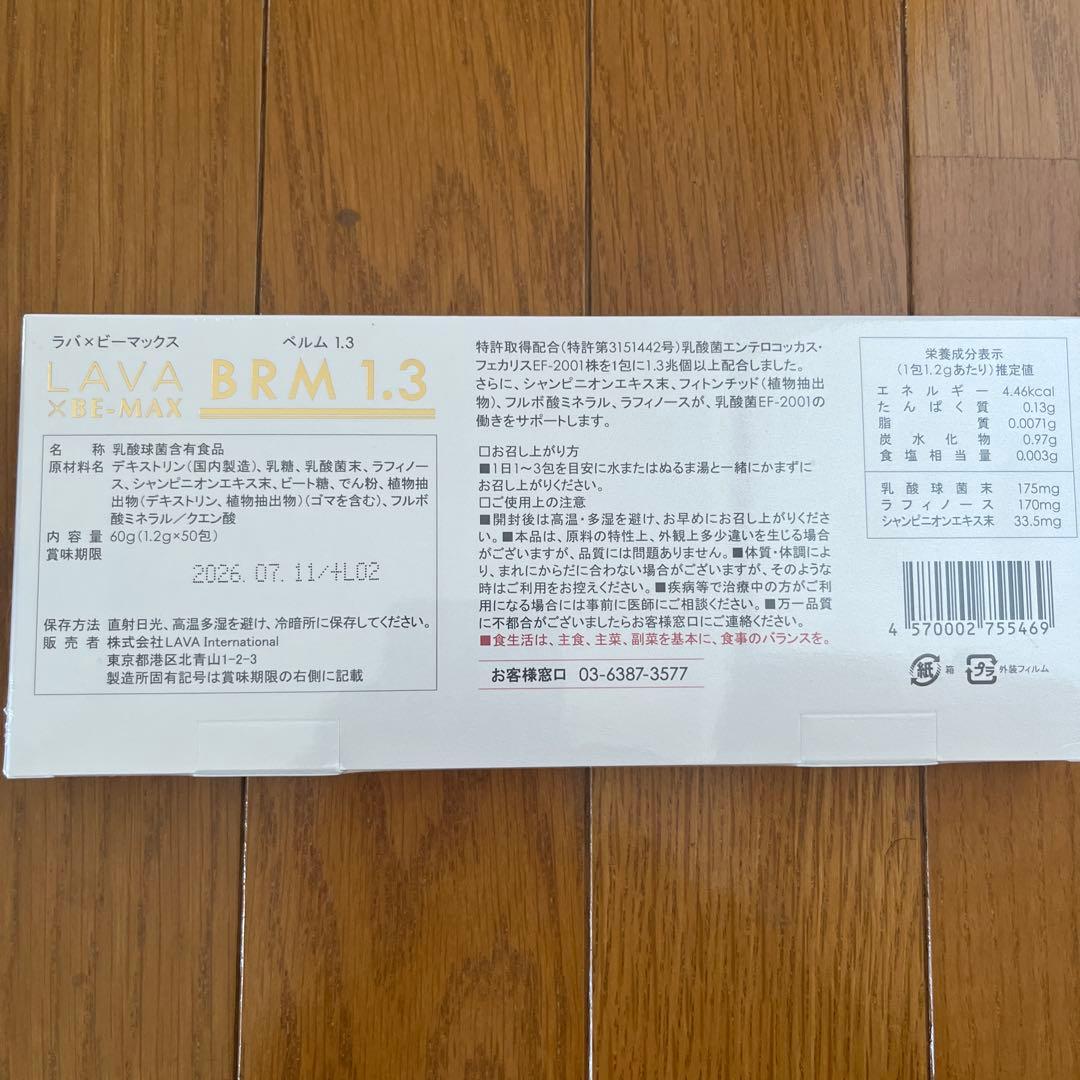 ラバ×ビーマックス
ベルム 1.3
LAVA
×BE-MAX
BRM 1.3
名 称 乳酸球菌含有食品
原材料名 デキストリン(国内製造)、乳糖、乳酸菌末、ラフィノー
ス、シャンピニオンエキス末、ビート糖、でん粉、植物抽
出物(デキストリン、植物抽出物)(ゴマを含む)、フルボ
酸ミネラル／クエン酸
内 容 量 60g(1.2g×50包)
賞味期限
2026.07.11/+L02
保存方法 直射日光、高温多湿を避け、冷暗所に保存してください。
販 売 者 株式会社LAVA International
東京都港区北青山1-2-3
製造所固有記号は賞味期限の右側に記載
特許取得配合(特許第3151442号)乳酸菌エンテロコッカス・
フェカリスEF-2001株を1包に1.3兆個以上配合しました。
さらに、シャンピニオンエキス末、フィトンチッド(植物抽出
物)、フルボ酸ミネラル、ラフィノースが、乳酸菌EF-2001の
働きをサポートします。
□お召し上がり方
■1日1～3包を目安に水またはぬるま湯と一緒にかまずに
お召し上がりください。
□ご使用上の注意
■開封後は高温・多湿を避け、お早めにお召し上がりくださ
い。■本品は、原料の特性上、外観上多少違いを生じる場合
がございますが、品質には問題ありません。■体質・体調によ
り、まれにからだに合わない場合がございますが、そのような
時はご利用をお控えください。■疾病等で治療中の方がご利
用になる場合には事前に医師にご相談ください。■万一品質
に不都合がございましたらお客様窓口にご連絡ください。
■食生活は、主食、主菜、副菜を基本に、食事のバランスを。
お客様窓口 03-6387-3577
栄養成分表示
(1包1.2gあたり)推定値
エネルギー 4.46kcal
たんぱく質 0.13g
脂質 0.0071g
炭水化物 0.97g
食塩相当量 0.003g
乳酸球菌末 175mg
ラフィノース 170mg
シャンピニオンエキス末 33.5mg
4 570002 755469
紙 箱 プラ 外装フィルム